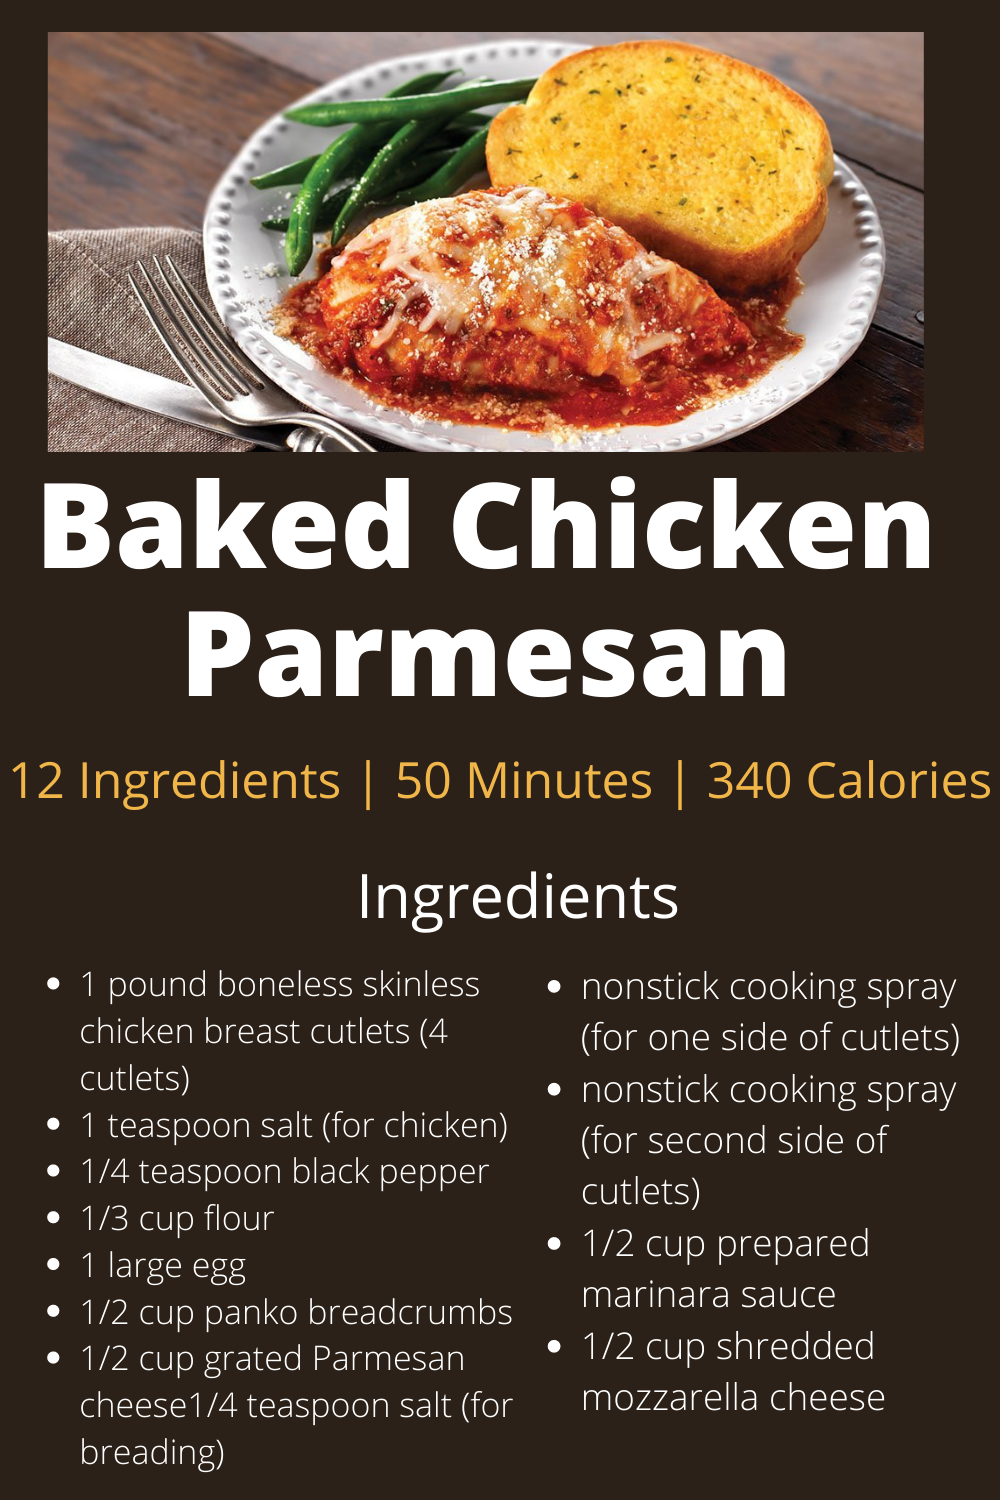 Baked Chicken
Parmesan
12 Ingredients | 50 Minutes | 340 Calories
Ingredients
• 1 pound boneless skinless
chicken breast cutlets (4
cutlets)
• 1 teaspoon salt (for chicken)
• 1/4 teaspoon black pepper
• 1/3 cup flour
• 1 large egg
• 1/2 cup panko breadcrumbs
• 1/2 cup grated Parmesan
cheese1/4 teaspoon salt (for
breading)
• nonstick cooking spray
(for one side of cutlets)
• nonstick cooking spray
(for second side of
cutlets)
• 1/2 cup prepared
marinara sauce
• 1/2 cup shredded
mozzarella cheese